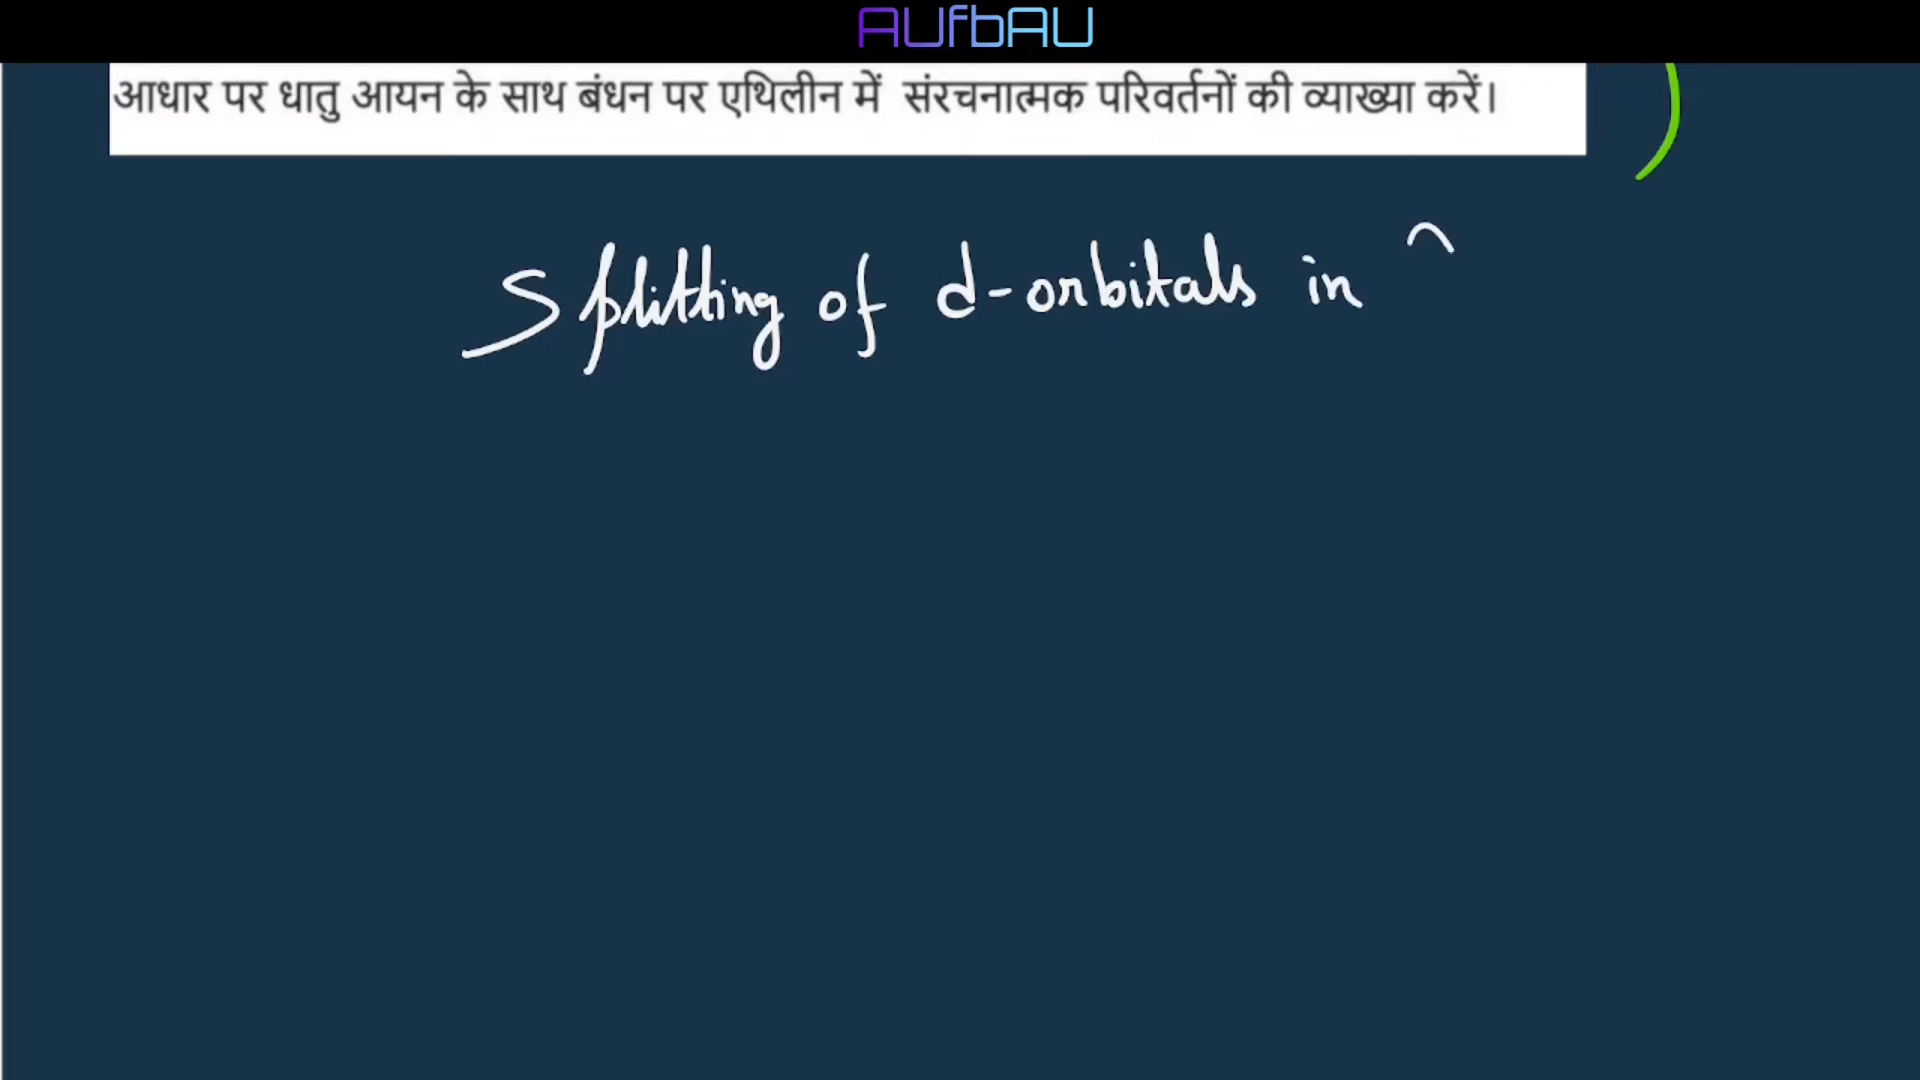 AUfbAU
आधार पर धातु आयन के साथ बंधन पर एथिलीन में संरचनात्मक परिवर्तनों की व्याख्या करें।
Splitting of d-orbitals in